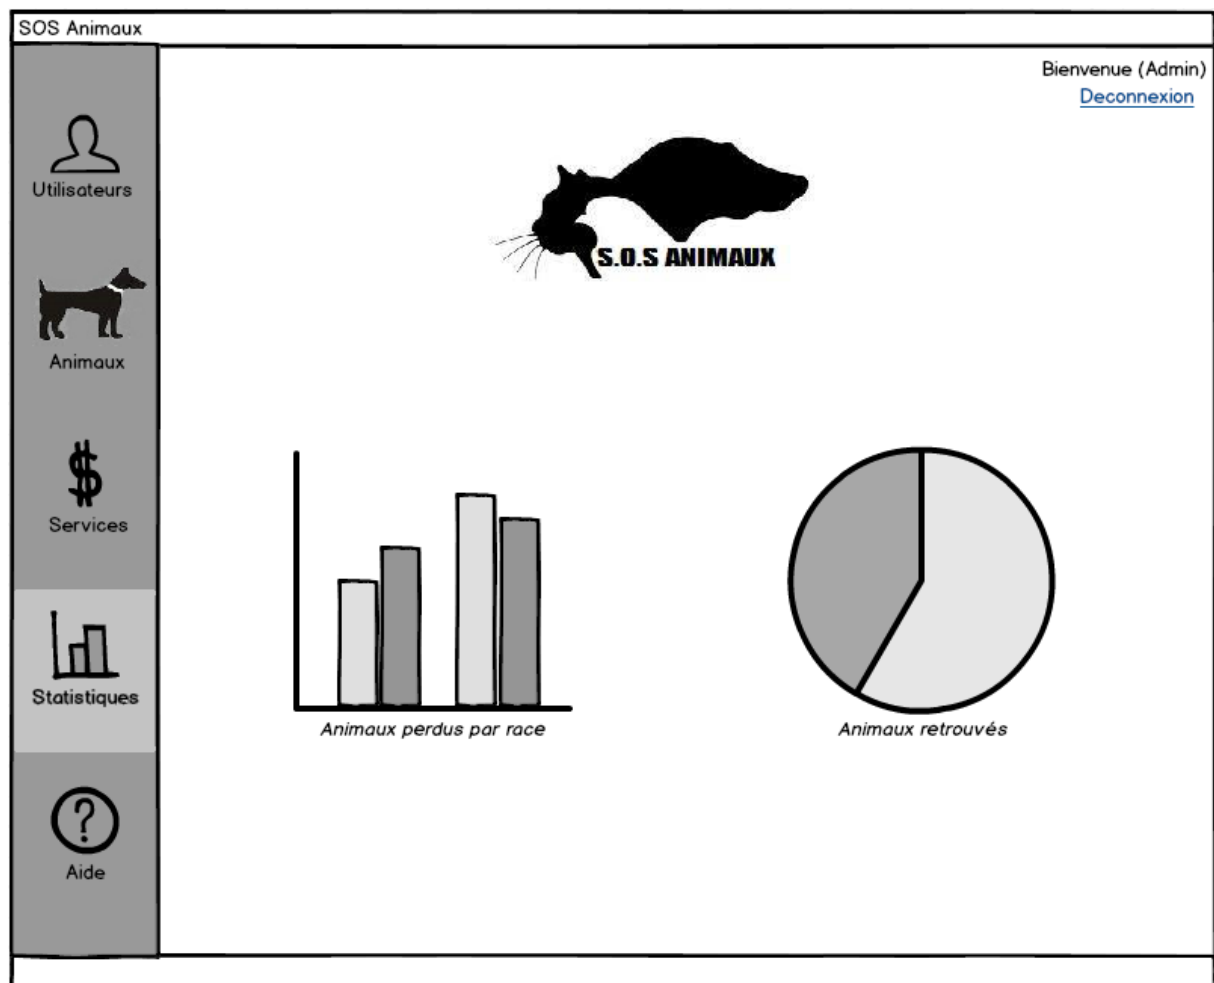 SOS Animaux
Bienvenue (Admin)
Deconnexion
S.O.S ANIMAUX
Utilisateurs
Animaux
$
Services
Statistiques
?
Aide
Animaux perdus par race
Animaux retrouvés